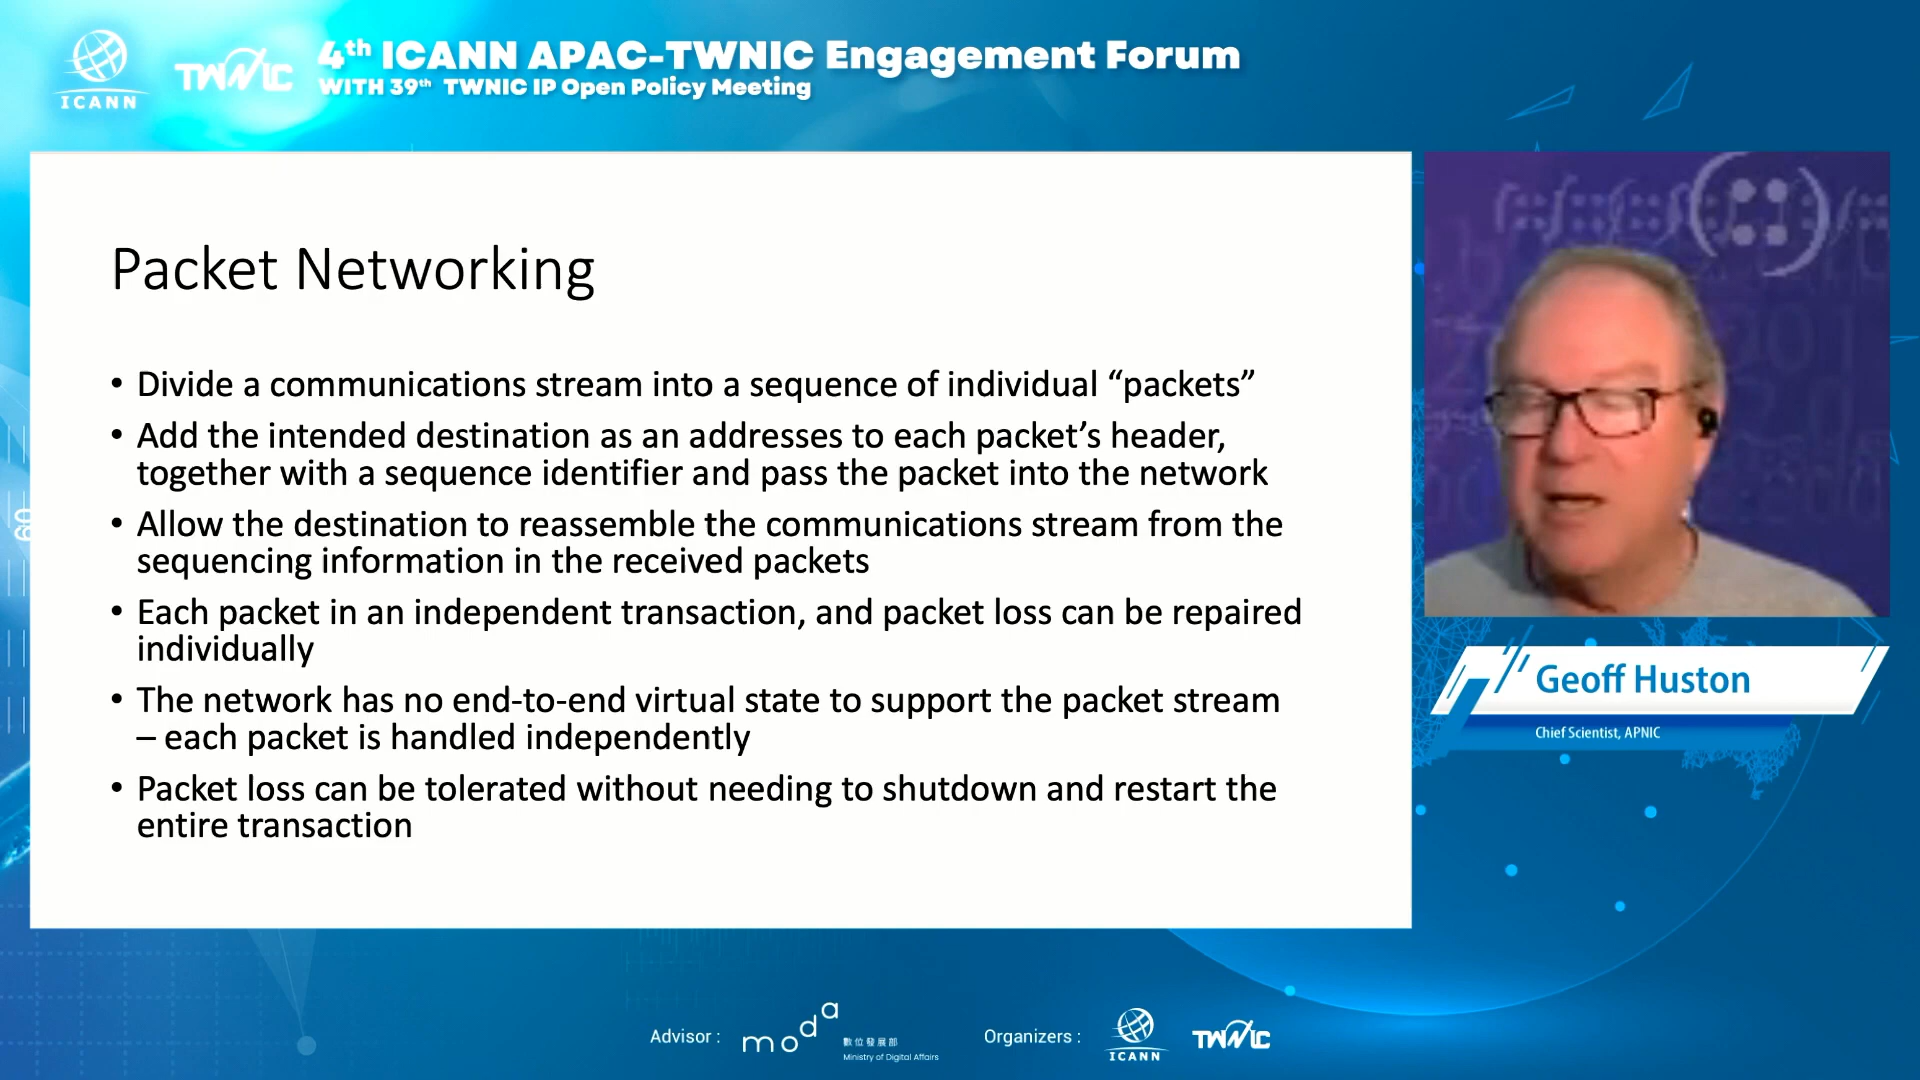 ICANN
TWNIC
4th ICANN APAC-TWNIC Engagement Forum
WITH 39th TWNIC IP Open Policy Meeting
Packet Networking
• Divide a communications stream into a sequence of individual “packets”
• Add the intended destination as an addresses to each packet’s header,
together with a sequence identifier and pass the packet into the network
• Allow the destination to reassemble the communications stream from the
sequencing information in the received packets
• Each packet in an independent transaction, and packet loss can be repaired
individually
• The network has no end-to-end virtual state to support the packet stream
– each packet is handled independently
• Packet loss can be tolerated without needing to shutdown and restart the
entire transaction
Geoff Huston
Chief Scientist, APNIC
Advisor :
moda
數位發展部
Ministry of Digital Affairs
Organizers :
ICANN
TWNIC